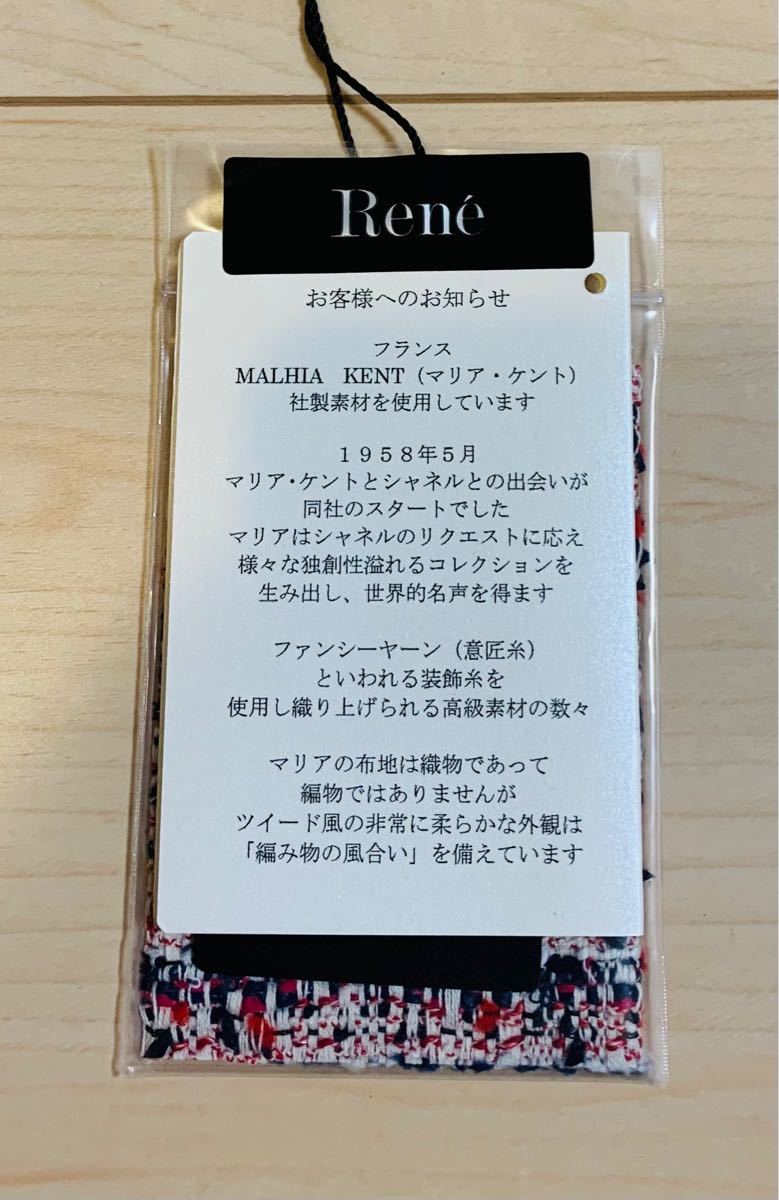 René
お客様へのお知らせ
フランス
MALHIA　KENT（マリア・ケント）
社製素材を使用しています
１９５８年５月
マリア・ケントとシャネルとの出会いが
同社のスタートでした
マリアはシャネルのリクエストに応え
様々な独創性溢れるコレクションを
生み出し、世界的名声を得ます
ファンシーヤーン（意匠糸）
といわれる装飾糸を
使用し織り上げられる高級素材の数々
マリアの布地は織物であって
編物ではありませんが
ツイード風の非常に柔らかな外観は
「編み物の風合い」を備えています